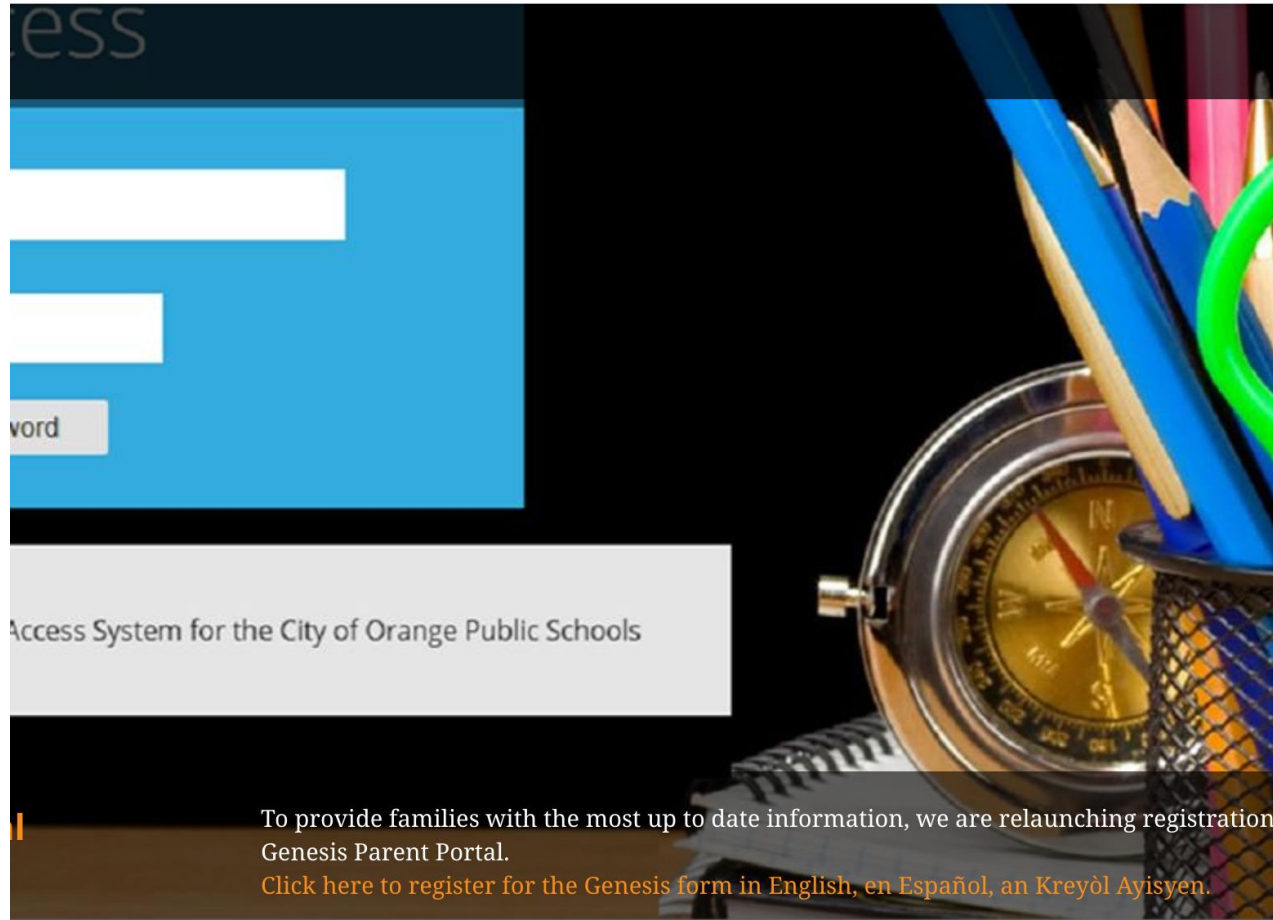 ess
word
Access System for the City of Orange Public Schools
l
To provide families with the most up to date information, we are relaunching registration
Genesis Parent Portal.
Click here to register for the Genesis form in English, en Español, an Kreyòl Ayisyen.
N
W
S